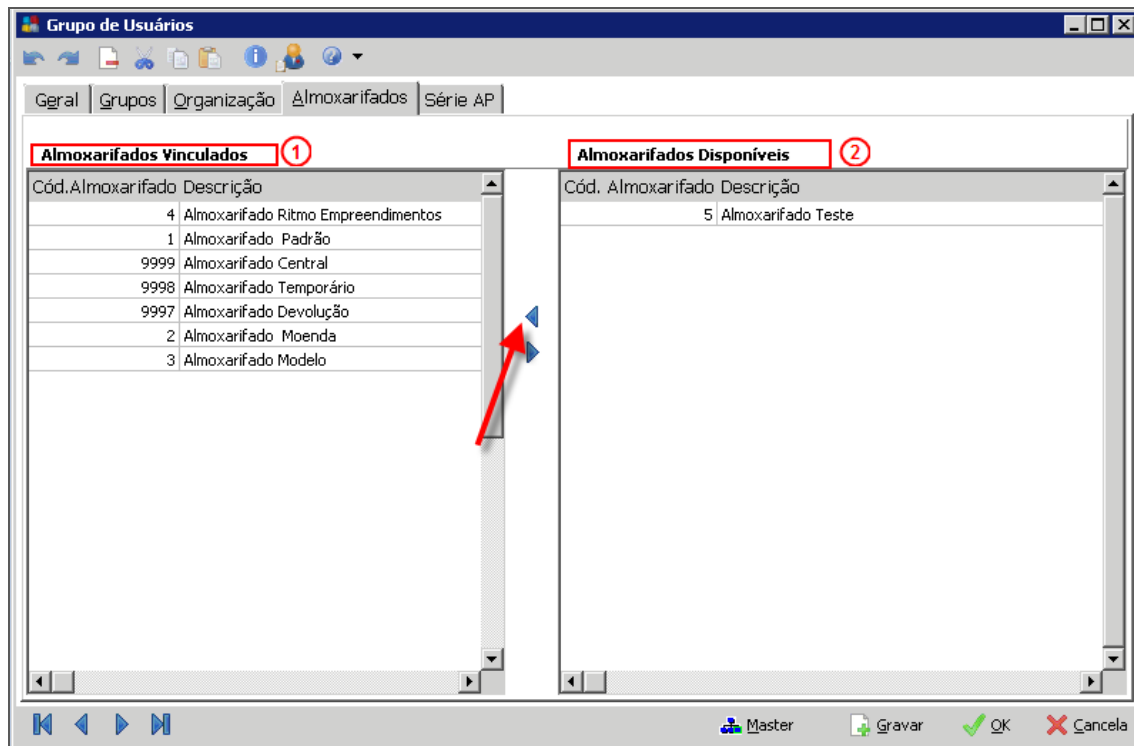 Grupo de Usuários
Geral Grupos Organização Almoxarifados Série AP
Almoxarifados Vinculados 1
Cód.Almoxarifado Descrição
4 Almoxarifado Ritmo Empreendimentos
1 Almoxarifado Padrão
9999 Almoxarifado Central
9998 Almoxarifado Temporário
9997 Almoxarifado Devolução
2 Almoxarifado Moenda
3 Almoxarifado Modelo
Almoxarifados Disponíveis 2
Cód. Almoxarifado Descrição
5 Almoxarifado Teste
Master Gravar OK Cancela